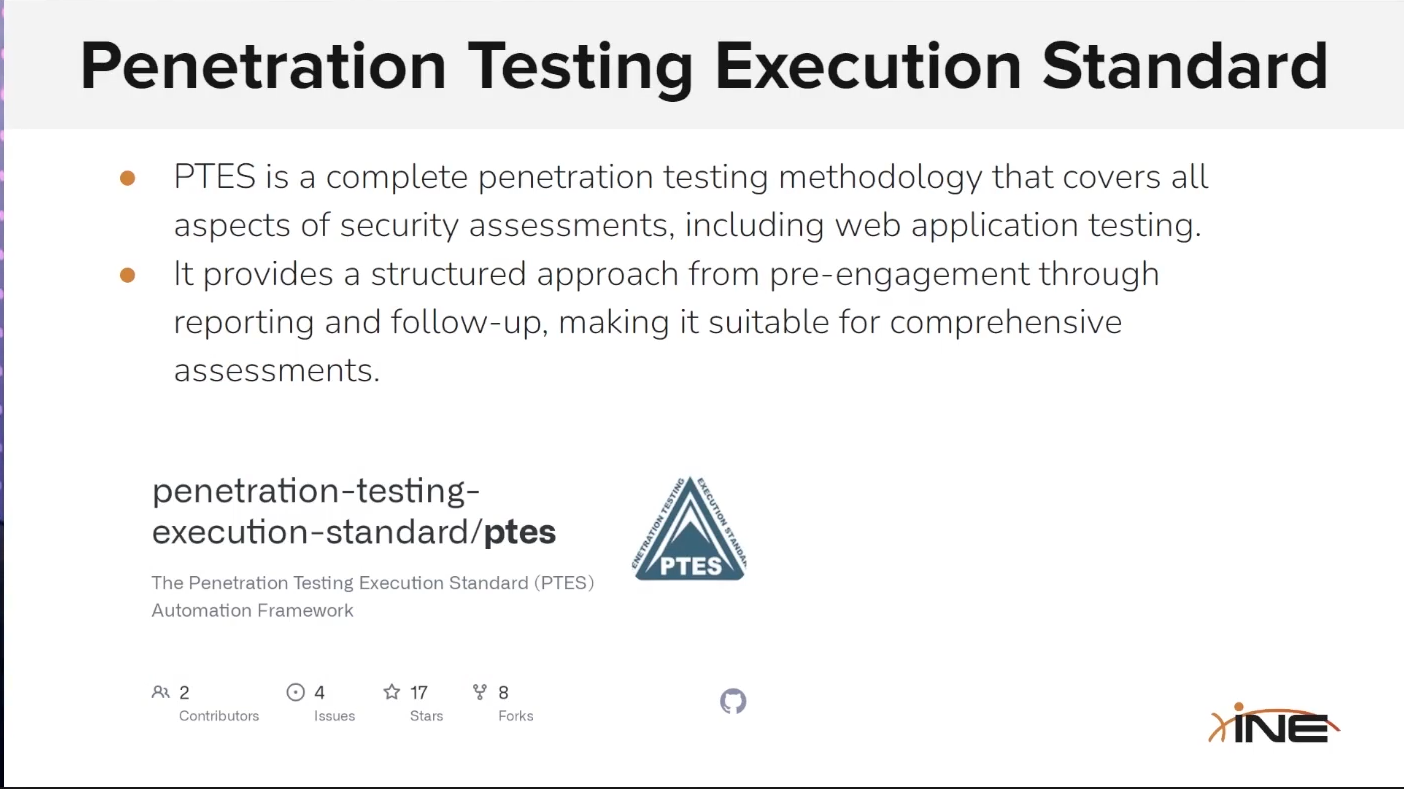 Penetration Testing Execution Standard
● PTES is a complete penetration testing methodology that covers all
aspects of security assessments, including web application testing.
● It provides a structured approach from pre-engagement through
reporting and follow-up, making it suitable for comprehensive
assessments.
penetration-testing-
execution-standard/ptes
The Penetration Testing Execution Standard (PTES)
Automation Framework
PENETRATION TESTING EXECUTION STANDARD
PTES
2 4 17 8
Contributors Issues Stars Forks
INE